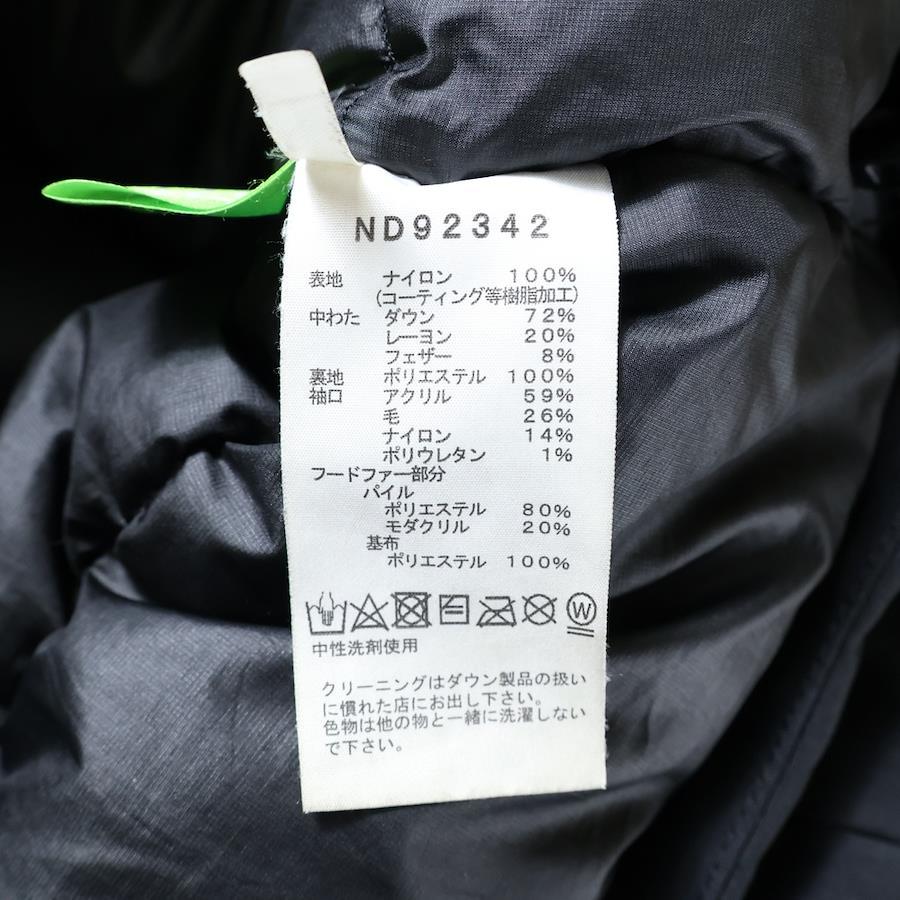 ND92342
表地 ナイロン 100%
(コーティング等樹脂加工)
中わた ダウン 72%
レーヨン 20%
フェザー 8%
裏地 ポリエステル 100%
袖口 アクリル 59%
毛 26%
ナイロン 14%
ポリウレタン 1%
フードファー部分
パイル
ポリエステル 80%
モダクリル 20%
基布
ポリエステル 100%
W
中性洗剤使用
クリーニングはダウン製品の扱い
に慣れた店にお出し下さい。
色物は他の物と一緒に洗濯しない
で下さい。